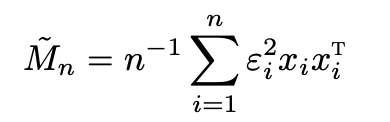 M̃ₙ = n⁻¹ ∑ᵢ₌₁ⁿ εᵢ² xᵢ xᵢᵀ